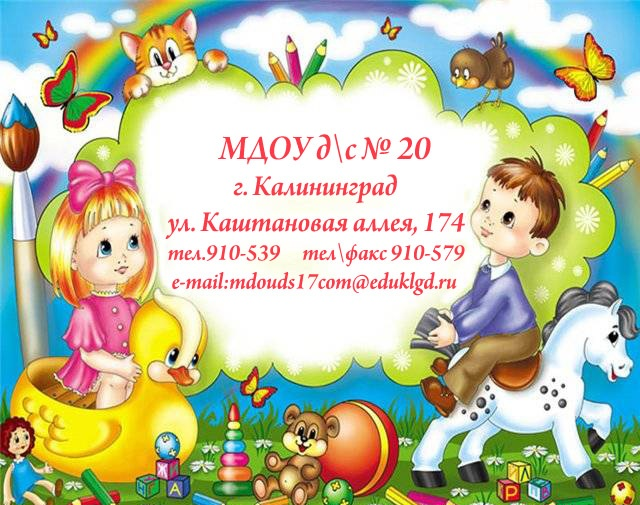 МДОУ д\с № 20
г. Калининград
ул. Каштановая аллея, 174
тел.910-539 тел\факс 910-579
e-mail:mdouds17com@eduklgd.ru
Ж А
Р